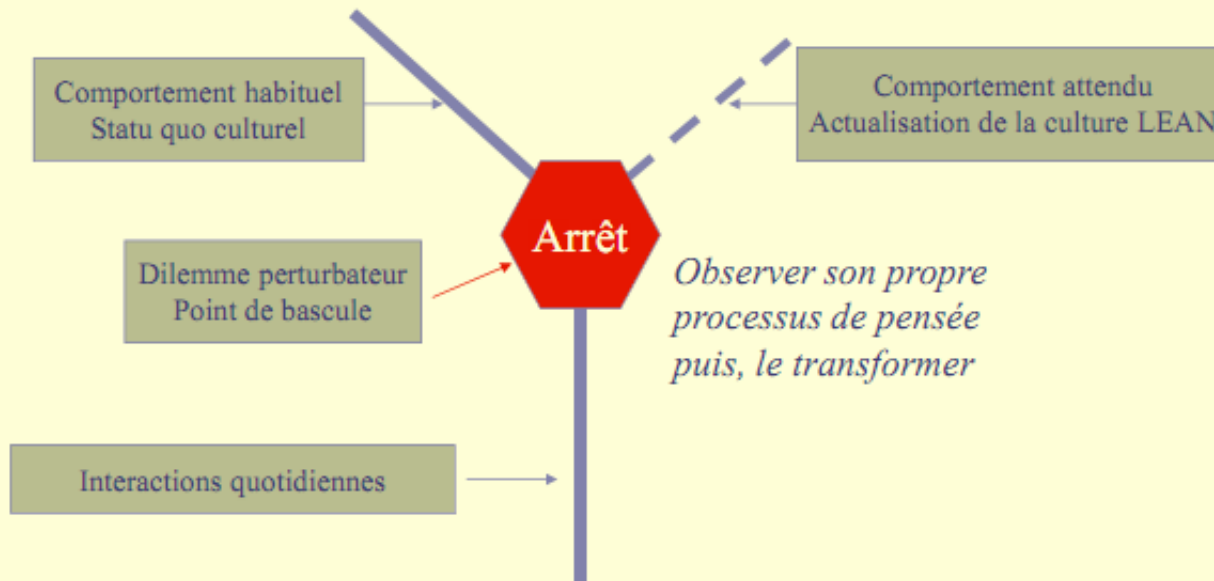 Comportement habituel
Statu quo culturel
Comportement attendu
Actualisation de la culture LEAN
Arrêt
Dilemme perturbateur
Point de bascule
Observer son propre
processus de pensée
puis, le transformer
Interactions quotidiennes